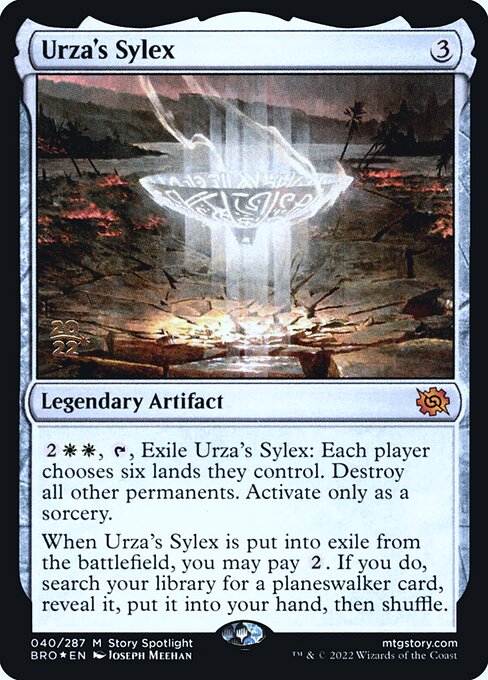 Urza's Sylex 3
20
22
Legendary Artifact
2, Exile Urza's Sylex: Each player
chooses six lands they control. Destroy
all other permanents. Activate only as a
sorcery.
When Urza's Sylex is put into exile from
the battlefield, you may pay 2. If you do,
search your library for a planeswalker card,
reveal it, put it into your hand, then shuffle.
040/287 M Story Spotlight mtgstory.com
BRO EN Joseph Meehan ™ & © 2022 Wizards of the Coast